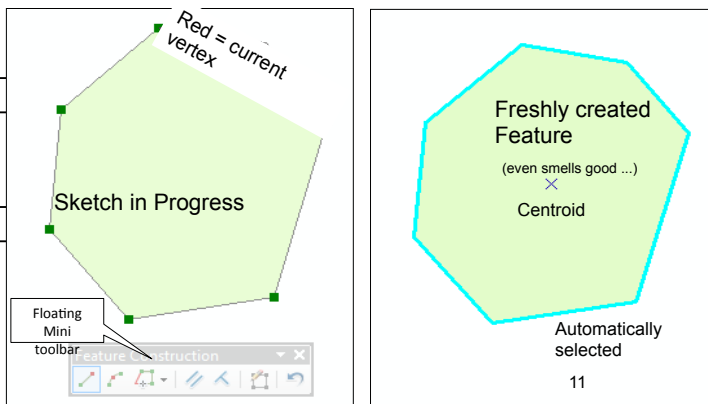 Red = current
vertex
Sketch in Progress
Floating
Mini
toolbar
Feature Construction
Freshly created
Feature
(even smells good ...)
Centroid
Automatically
selected
11